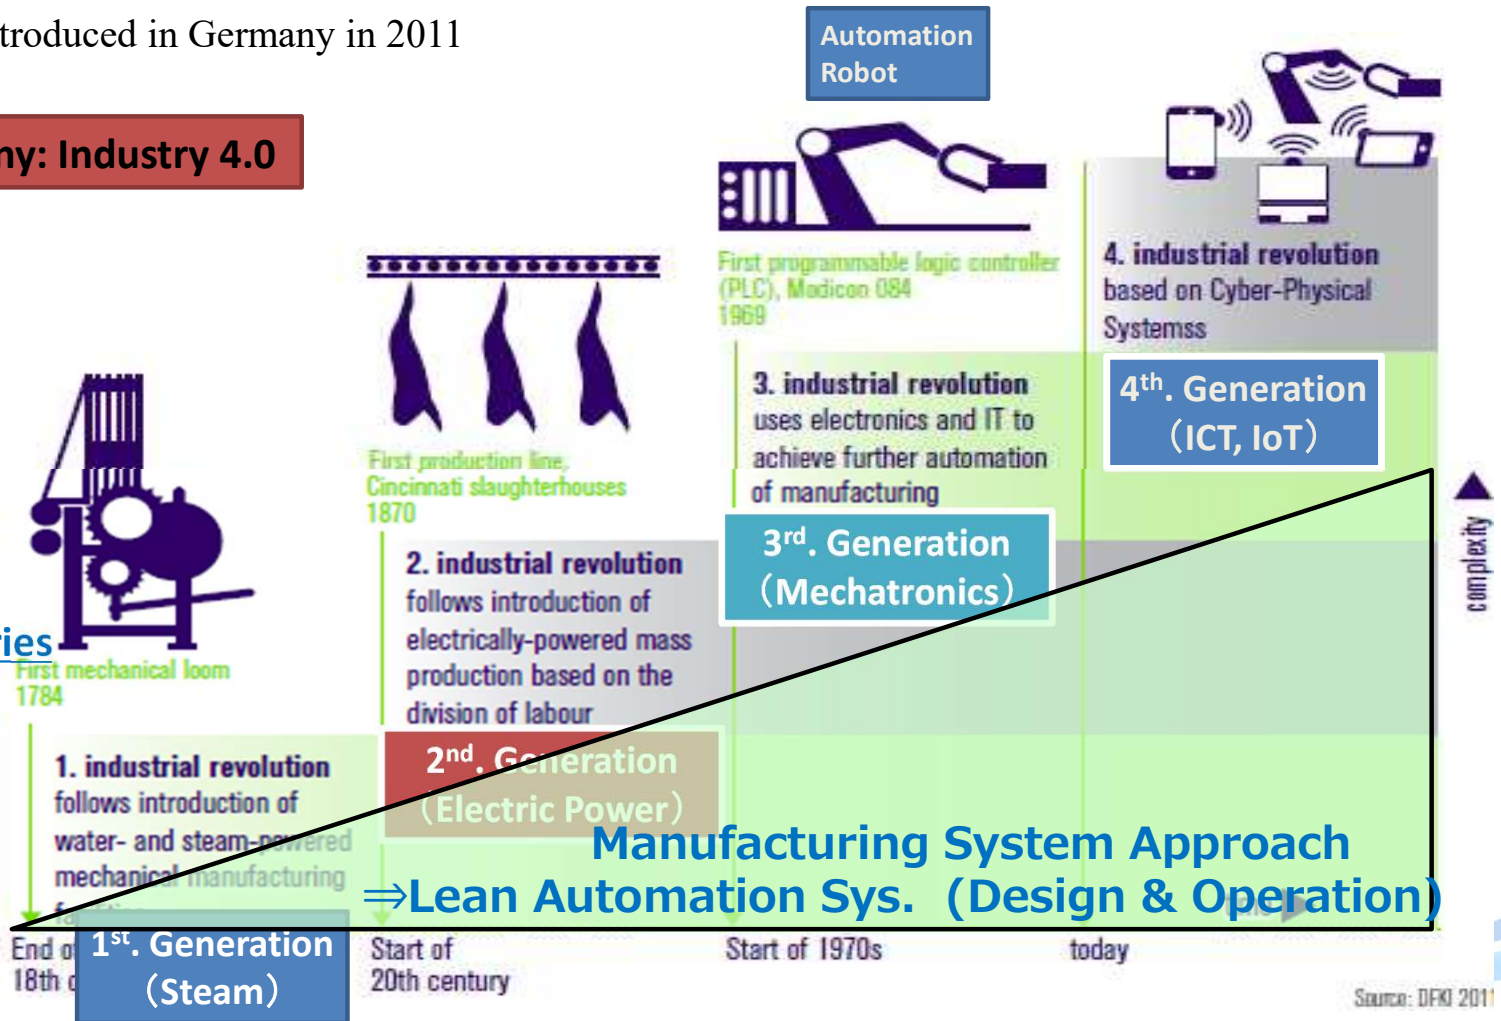 troduced in Germany in 2011
ny: Industry 4.0
Automation
Robot
First programmable logic controller
(PLC), Modicon 084
1969
4. industrial revolution
based on Cyber-Physical
Systemss
4th. Generation
（ICT, IoT）
3. industrial revolution
uses electronics and IT to
achieve further automation
of manufacturing
3rd. Generation
（Mechatronics）
First production line,
Cincinnati slaughterhouses
1870
2. industrial revolution
follows introduction of
electrically-powered mass
production based on the
division of labour
2nd. Generation
（Electric Power）
ries
First mechanical loom
1784
1. industrial revolution
follows introduction of
water- and steam-powered
mechanical manufacturing
complexity
Manufacturing System Approach
⇒Lean Automation Sys. (Design & Operation)
End of
18th c
1st. Generation
（Steam）
Start of
20th century
Start of 1970s
today
Source: DFKI 2011